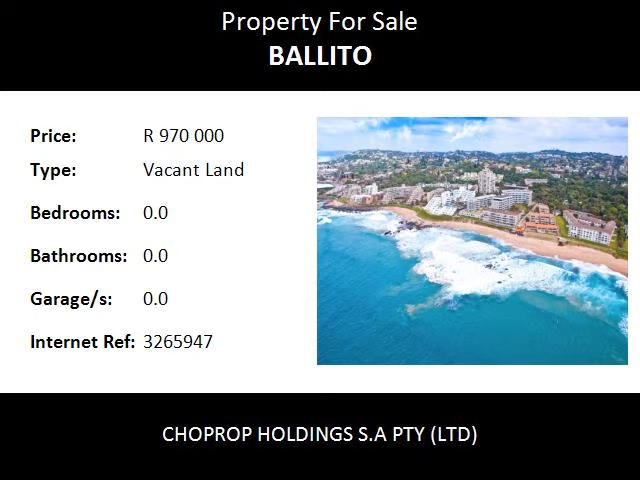 Property For Sale
BALLITO
Price: R 970 000
Type: Vacant Land
Bedrooms: 0.0
Bathrooms: 0.0
Garage/s: 0.0
Internet Ref: 3265947
CHOPROP HOLDINGS S.A PTY (LTD)